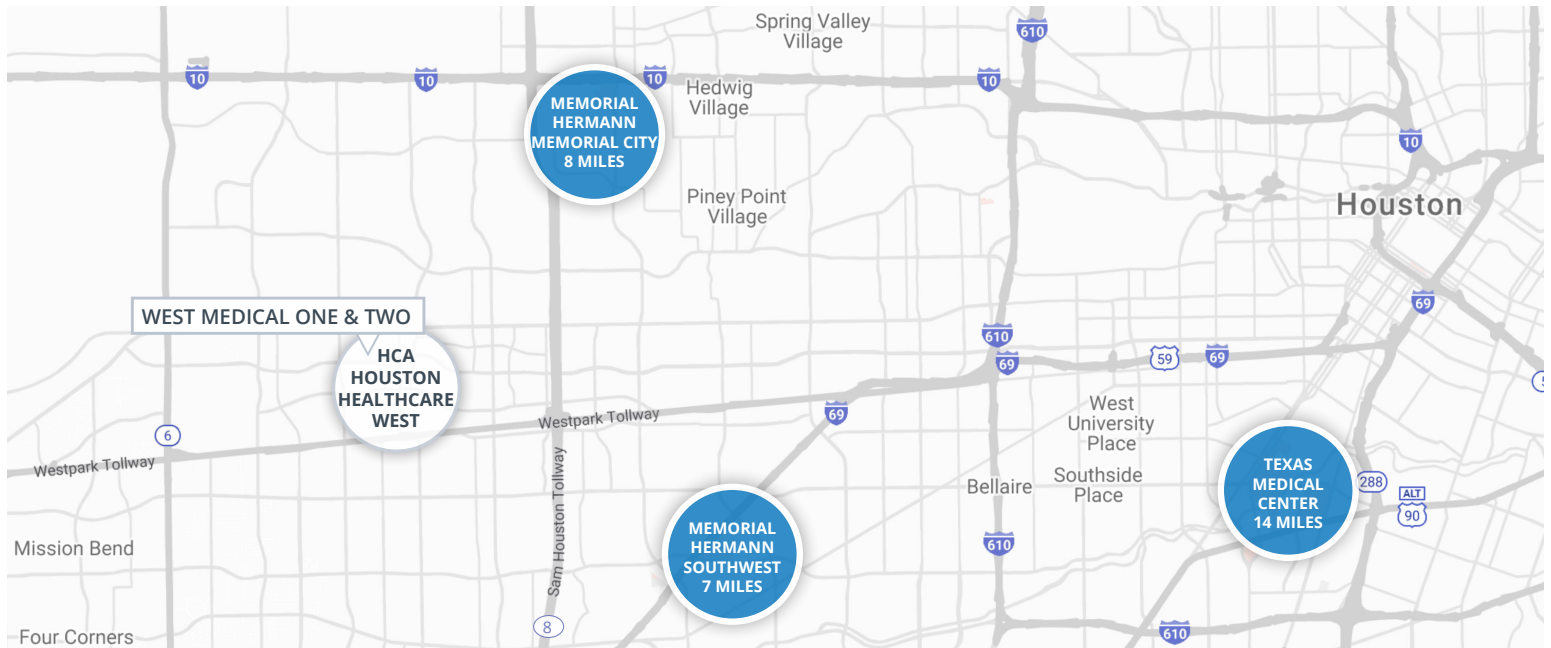 Spring Valley
Village
610
10
10
10
10
Hedwig
Village
MEMORIAL
HERMANN
MEMORIAL CITY
8 MILES
10
Piney Point
Village
Houston
WEST MEDICAL ONE & TWO
69
HCA
HOUSTON
HEALTHCARE
WEST
610
69
59
69
5
Westpark Tollway
69
West
University
Place
6
Westpark Tollway
Sam Houston Tollway
Bellaire
Southside
Place
TEXAS
MEDICAL
CENTER
14 MILES
288
ALT
90
MEMORIAL
HERMANN
SOUTHWEST
7 MILES
610
Mission Bend
8
610
Four Corners